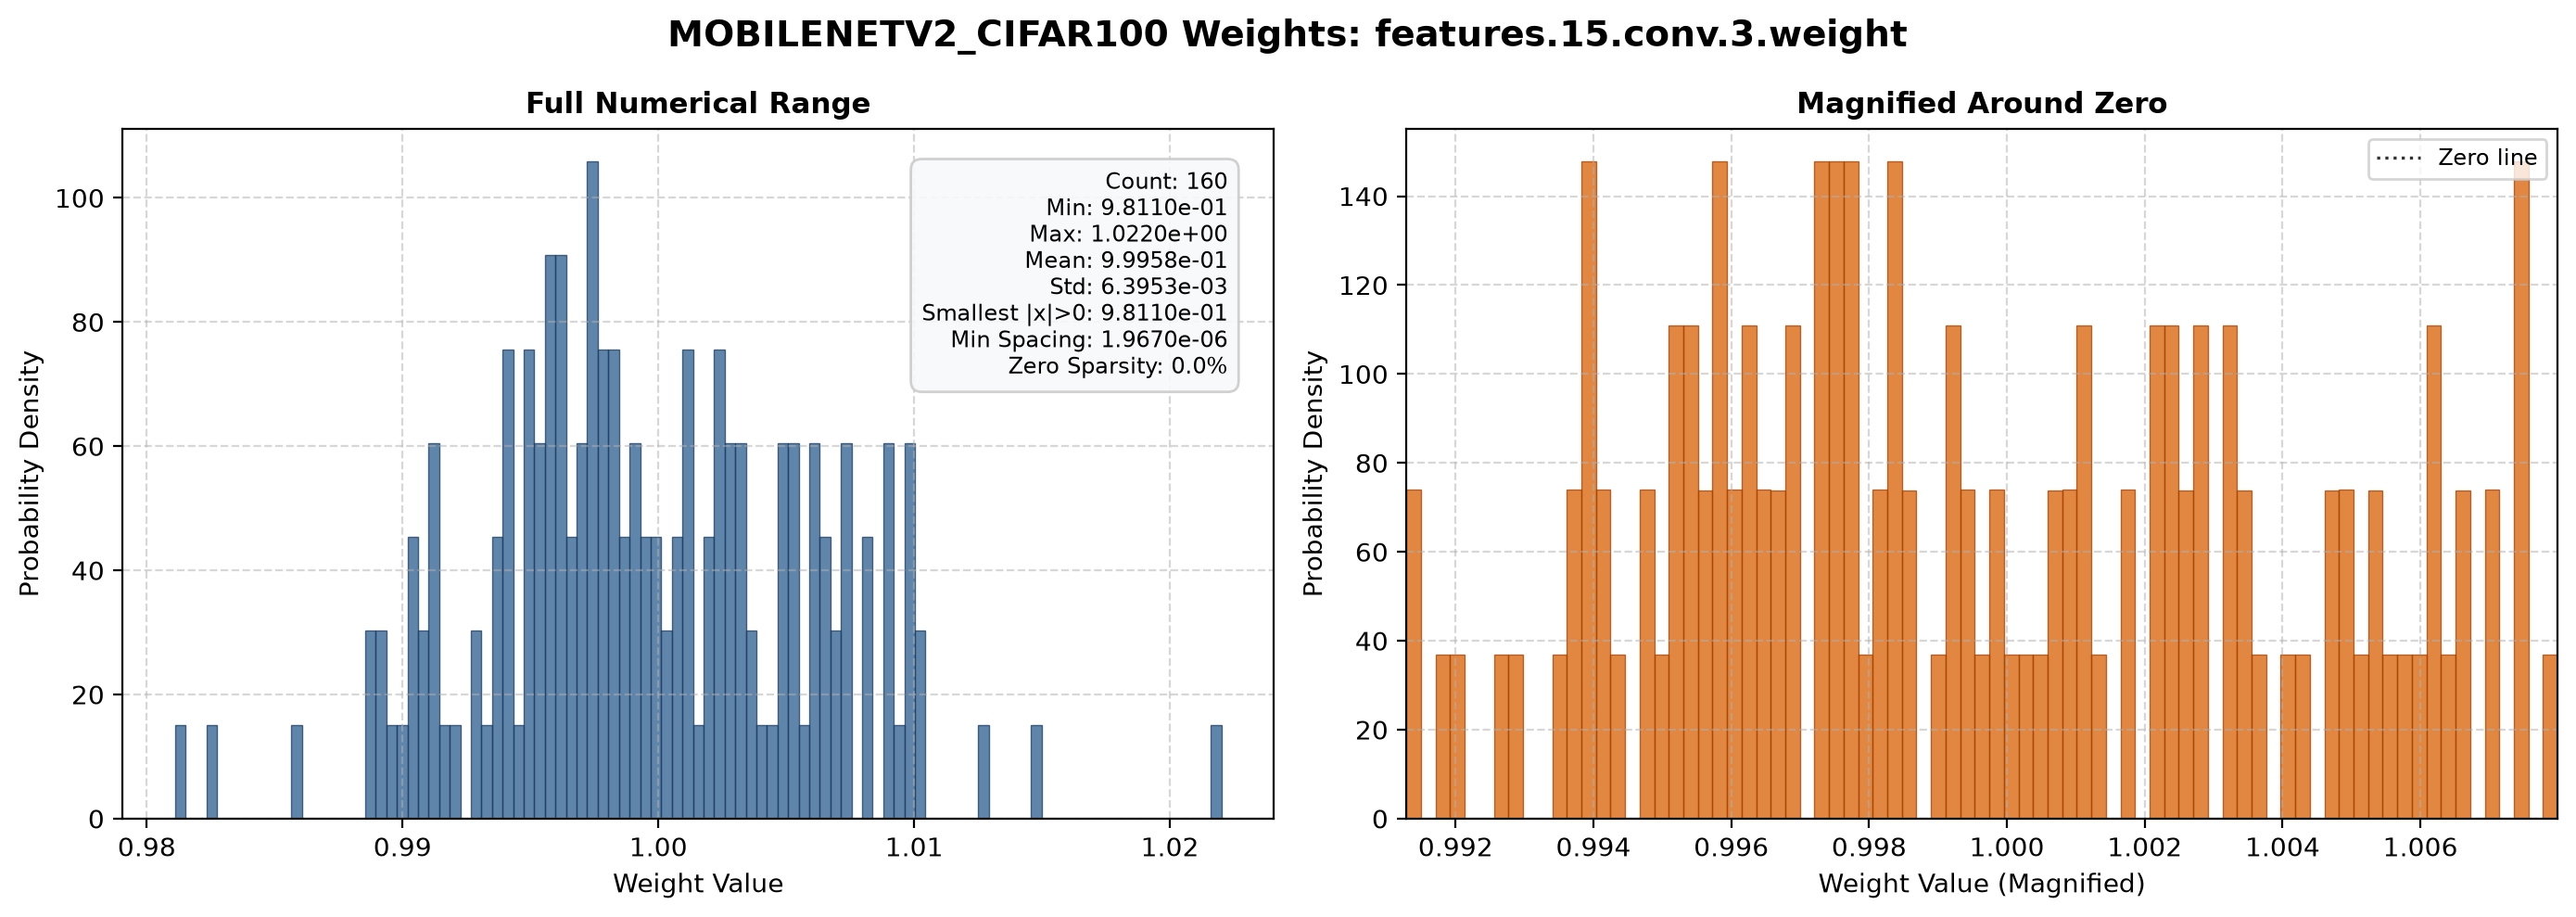 MOBILENETV2_CIFAR100 Weights: features.15.conv.3.weight
Full Numerical Range
Probability Density
100
80
60
40
20
0
0.98
0.99
1.00
1.01
1.02
Weight Value
Count: 160
Min: 9.8110e-01
Max: 1.0220e+00
Mean: 9.9958e-01
Std: 6.3953e-03
Smallest |x|>0: 9.8110e-01
Min Spacing: 1.9670e-06
Zero Sparsity: 0.0%
Magnified Around Zero
Zero line
Probability Density
140
120
100
80
60
40
20
0
0.992
0.994
0.996
0.998
1.000
1.002
1.004
1.006
Weight Value (Magnified)